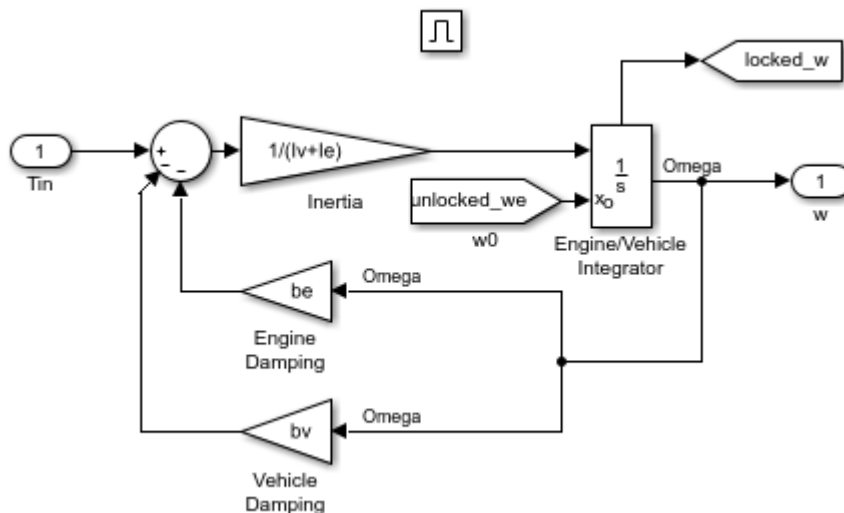 locked_w
1
Tin
+
−
−
1/(Iv+Ie)
Inertia
unlocked_we
w0
1
s
xo
Engine/Vehicle
Integrator
Omega
1
w
Omega
be
Engine
Damping
Omega
bv
Vehicle
Damping